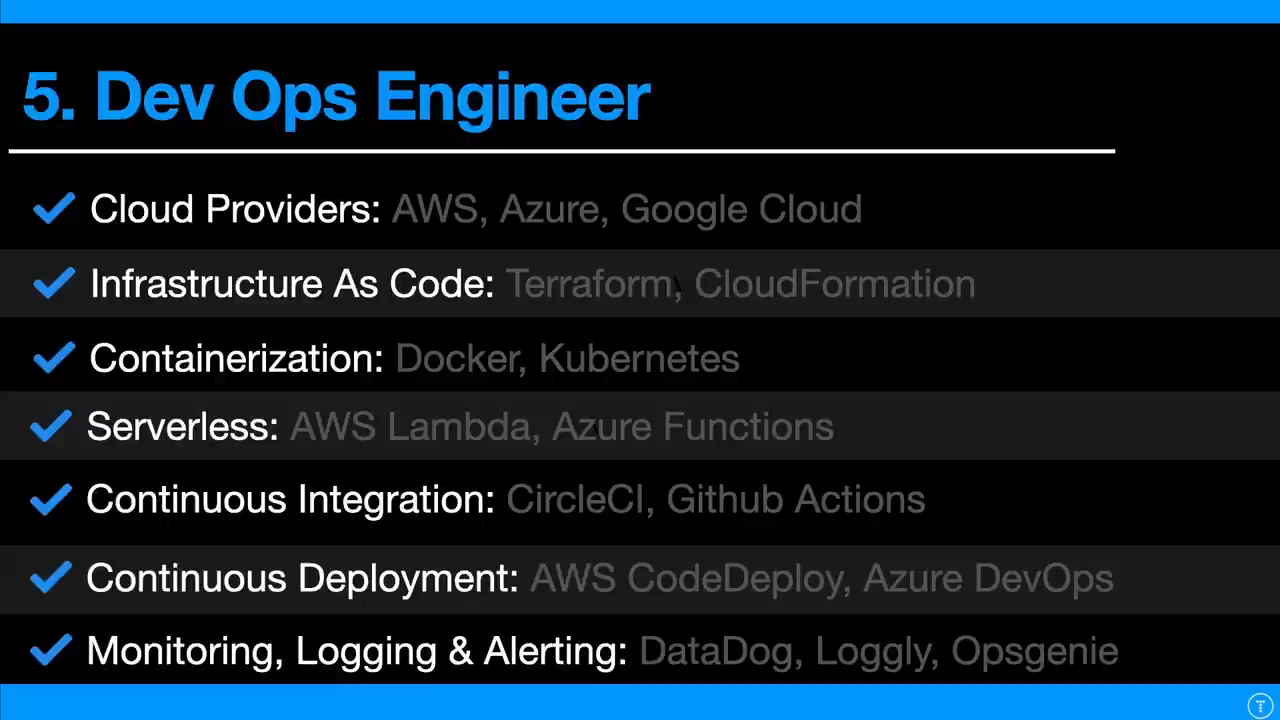 5. Dev Ops Engineer
Cloud Providers: AWS, Azure, Google Cloud
Infrastructure As Code: Terraform, CloudFormation
Containerization: Docker, Kubernetes
Serverless: AWS Lambda, Azure Functions
Continuous Integration: CircleCI, Github Actions
Continuous Deployment: AWS CodeDeploy, Azure DevOps
Monitoring, Logging & Alerting: DataDog, Loggly, Opsgenie
T